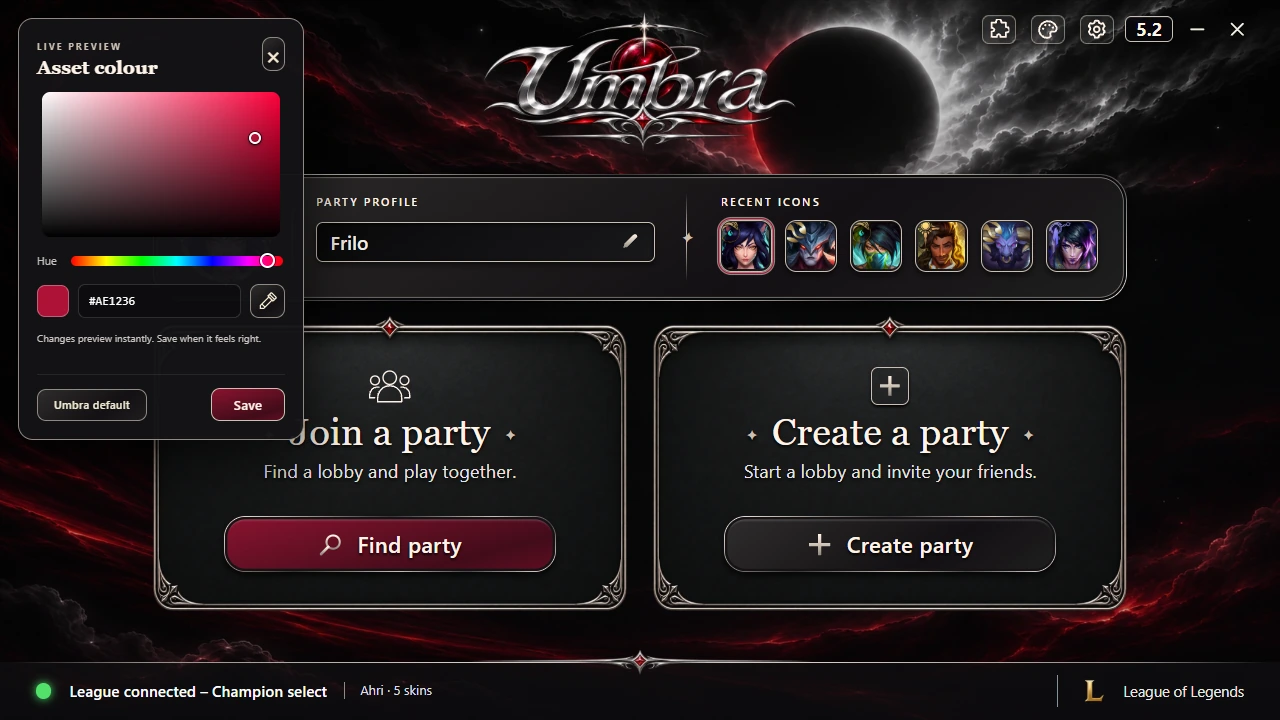 LIVE PREVIEW
Asset colour
Hue
#AE1236
Changes preview instantly. Save when it feels right.
Umbra default
Save
Umbra
5.2
PARTY PROFILE
Frilo
RECENT ICONS
Join a party
Find a lobby and play together.
Find party
Create a party
Start a lobby and invite your friends.
Create party
League connected – Champion select
Ahri · 5 skins
L
League of Legends